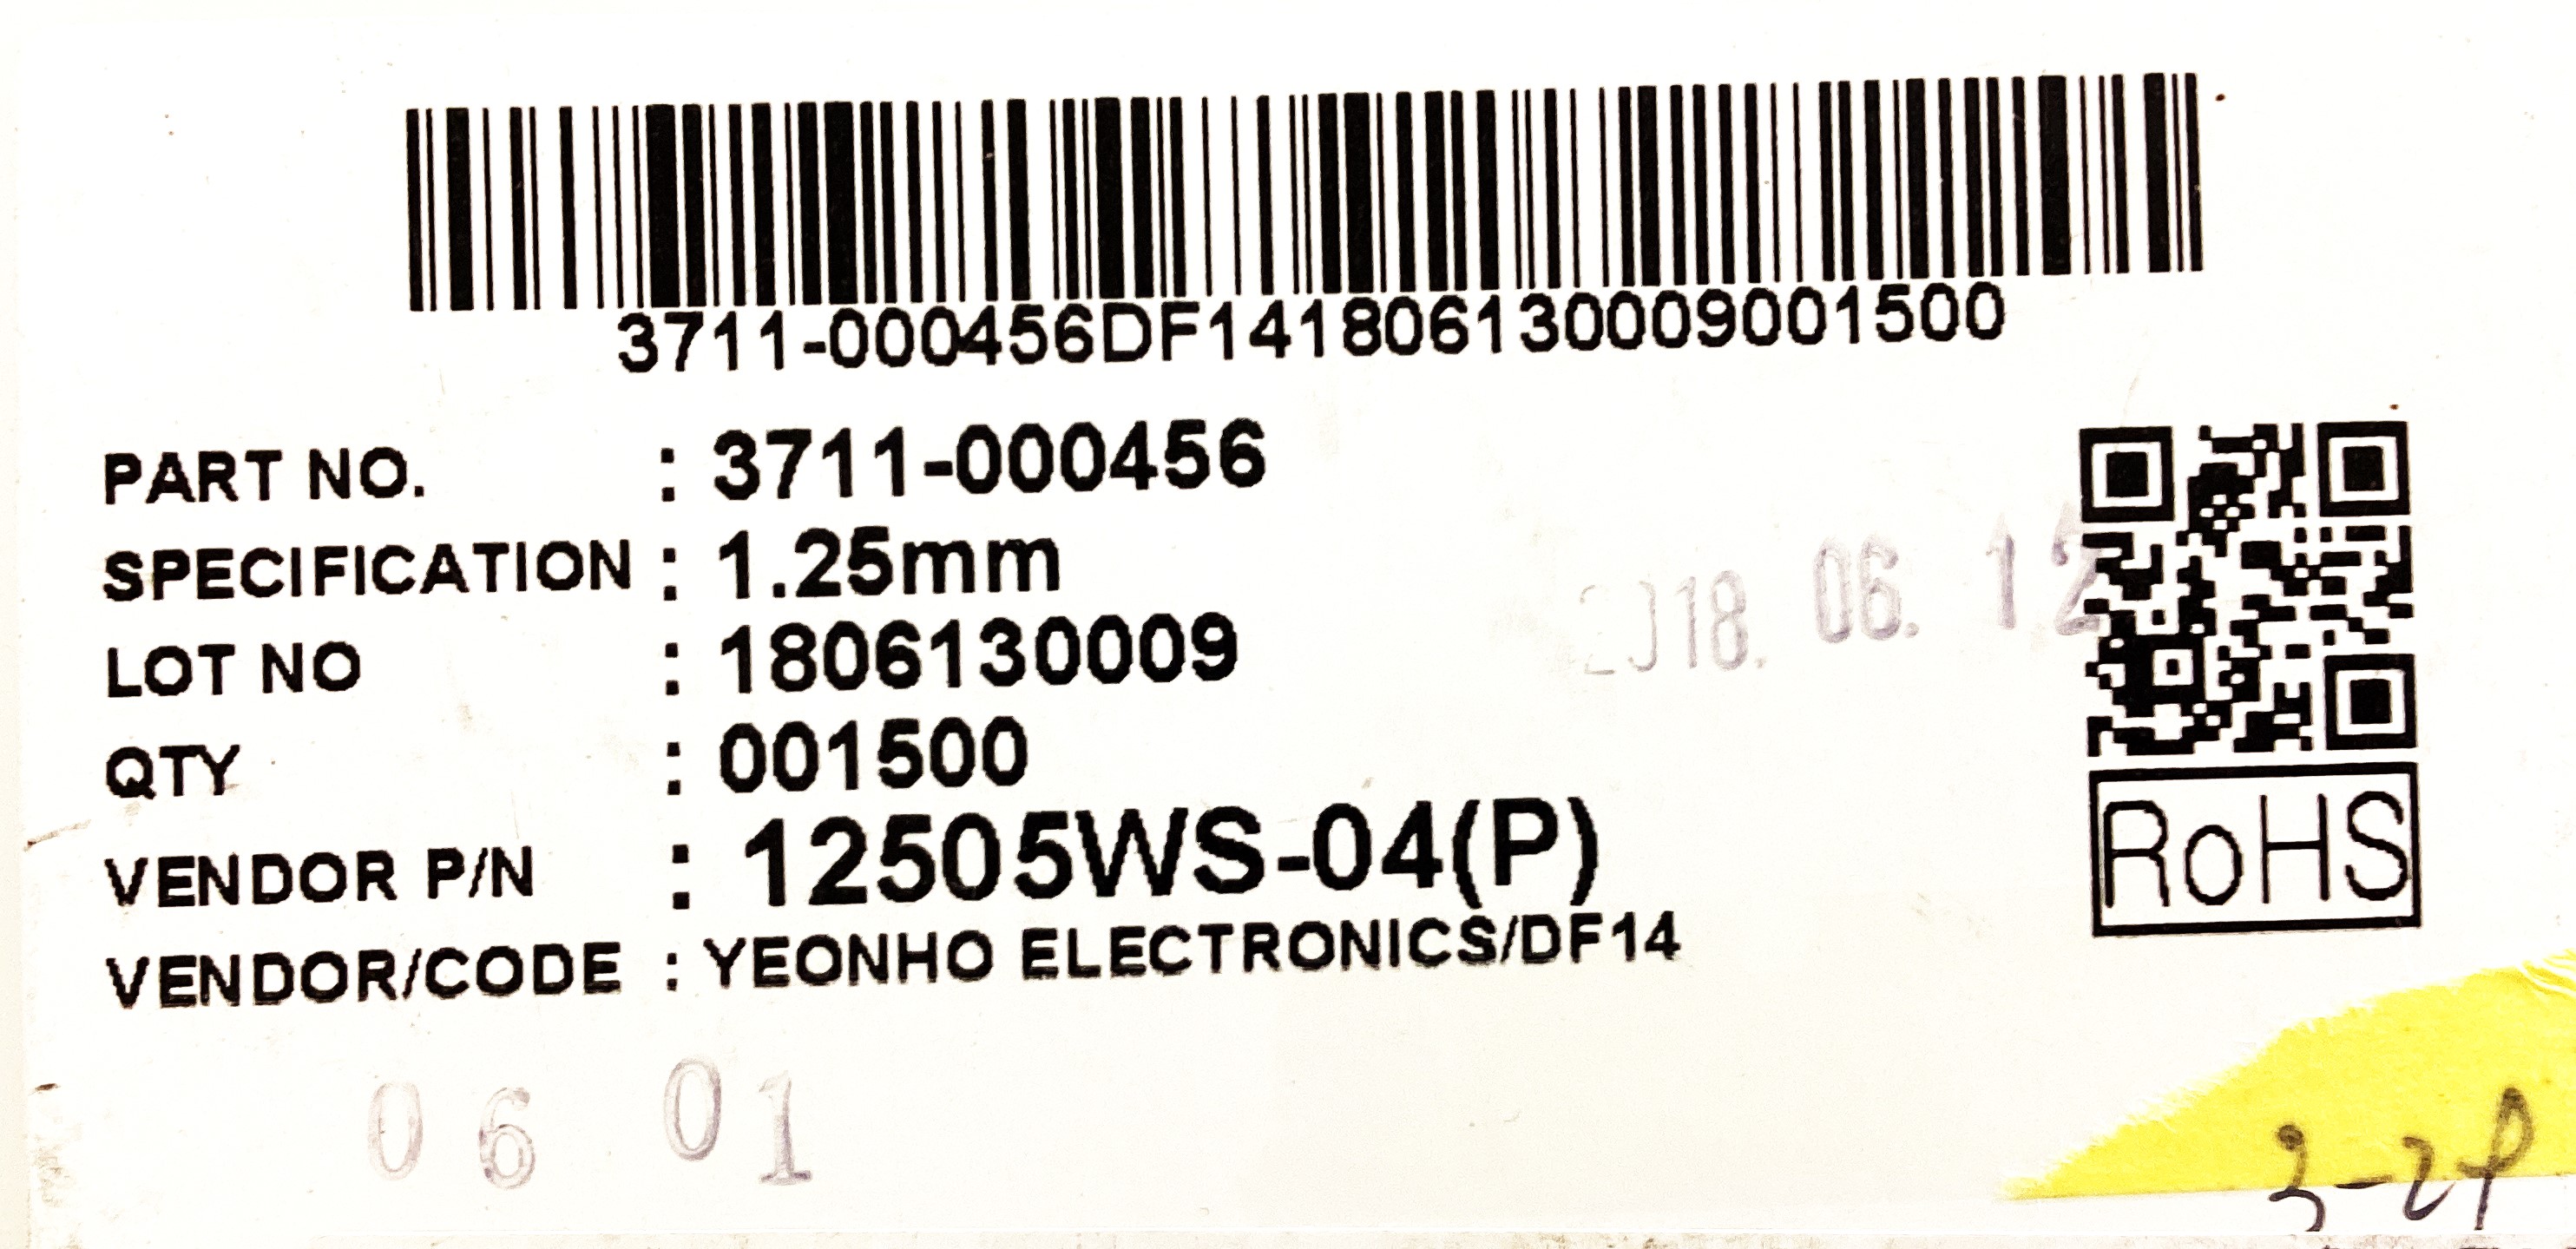 3711-000456DF141806130009001500
PART NO. : 3711-000456
SPECIFICATION : 1.25mm
2018. 06. 12
LOT NO : 1806130009
QTY : 001500
VENDOR P/N : 12505WS-04(P)
RoHS
VENDOR/CODE : YEONHO ELECTRONICS/DF14
06 01